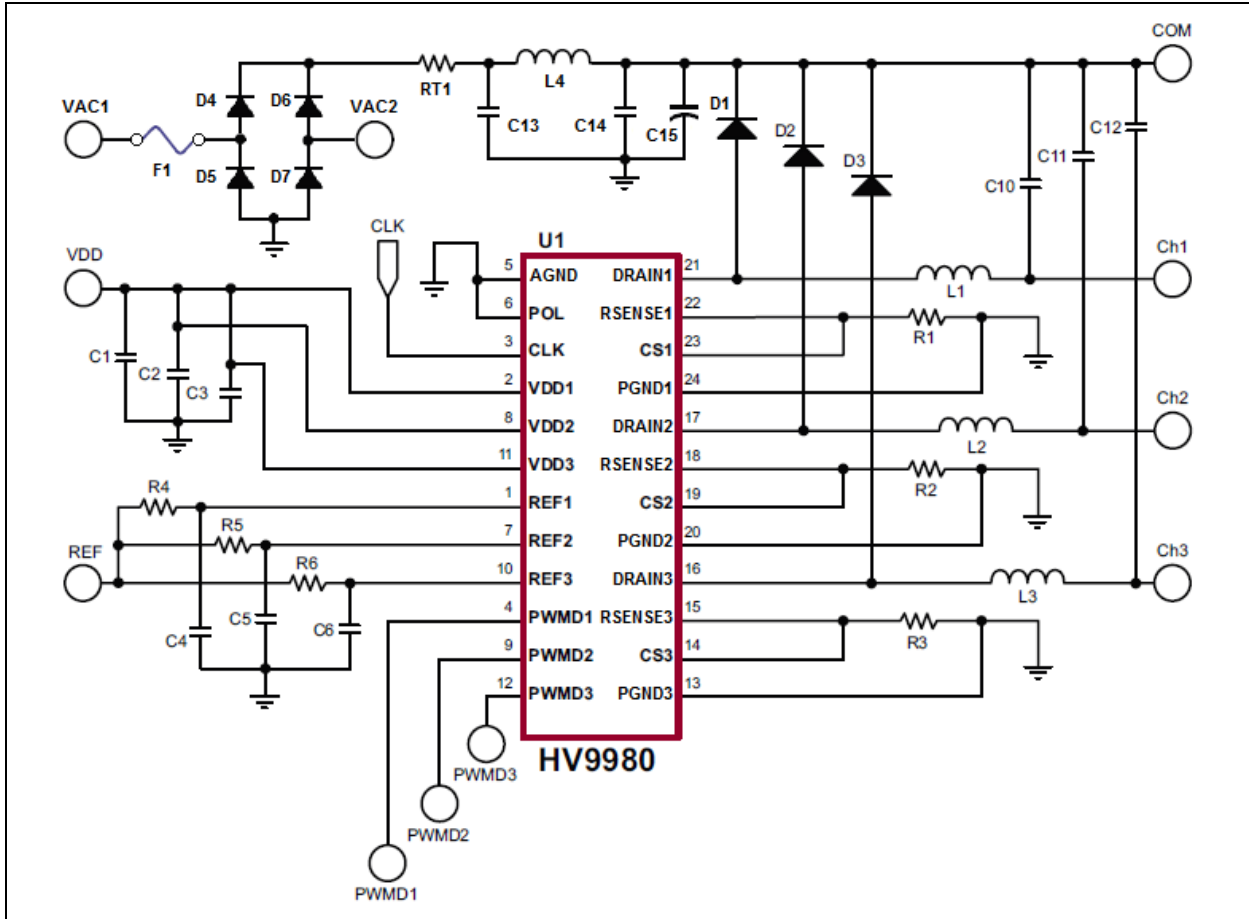 COM
RT1
L4
VAC1
D4
D6
VAC2
F1
D5
D7
C13
C14
C15
D1
D2
D3
C12
C11
C10
CLK
VDD
U1
Ch1
5 AGND DRAIN1 21
L1
6 POL RSENSE1 22
R1
3 CLK CS1 23
C1
C2
C3
2 VDD1 PGND1 24
Ch2
8 VDD2 DRAIN2 17
L2
11 VDD3 RSENSE2 18
R2
R4
1 REF1 CS2 19
R5
7 REF2 PGND2 20
REF
R6
10 REF3 DRAIN3 16
Ch3
L3
4 PWMD1 RSENSE3 15
R3
C4
C5
C6
9 PWMD2 CS3 14
12 PWMD3 PGND3 13
HV9980
PWMD3
PWMD2
PWMD1